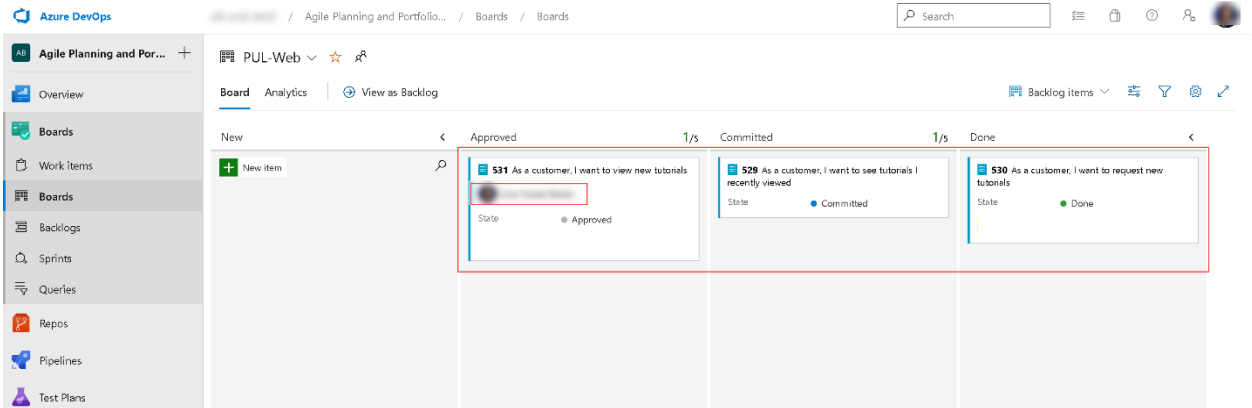 Azure DevOps
/ Agile Planning and Portfolio... / Boards / Boards
Search
AB Agile Planning and Por...
PUL-Web
Board Analytics View as Backlog
Backlog items
Overview
Boards
Work items
Boards
Backlogs
Sprints
Queries
Repos
Pipelines
Test Plans
New
New item
Approved 1/5
531 As a customer, I want to view new tutorials
State Approved
Committed 1/5
529 As a customer, I want to see tutorials I
recently viewed
State Committed
Done
530 As a customer, I want to request new
tutorials
State Done